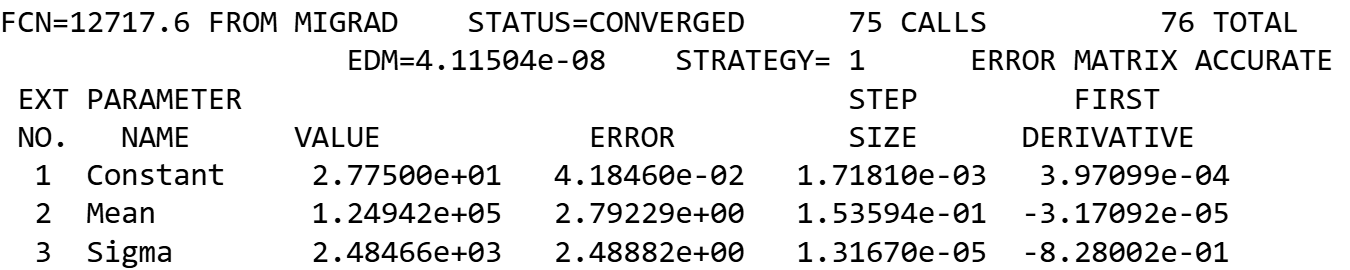 FCN=12717.6 FROM MIGRAD    STATUS=CONVERGED      75 CALLS          76 TOTAL
                    EDM=4.11504e-08    STRATEGY= 1      ERROR MATRIX ACCURATE
 EXT PARAMETER                                   STEP         FIRST
 NO.   NAME      VALUE            ERROR          SIZE      DERIVATIVE
  1  Constant     2.77500e+01   4.18460e-02   1.71810e-03   3.97099e-04
  2  Mean         1.24942e+05   2.79229e+00   1.53594e-01  -3.17092e-05
  3  Sigma        2.48466e+03   2.48882e+00   1.31670e-05  -8.28002e-01